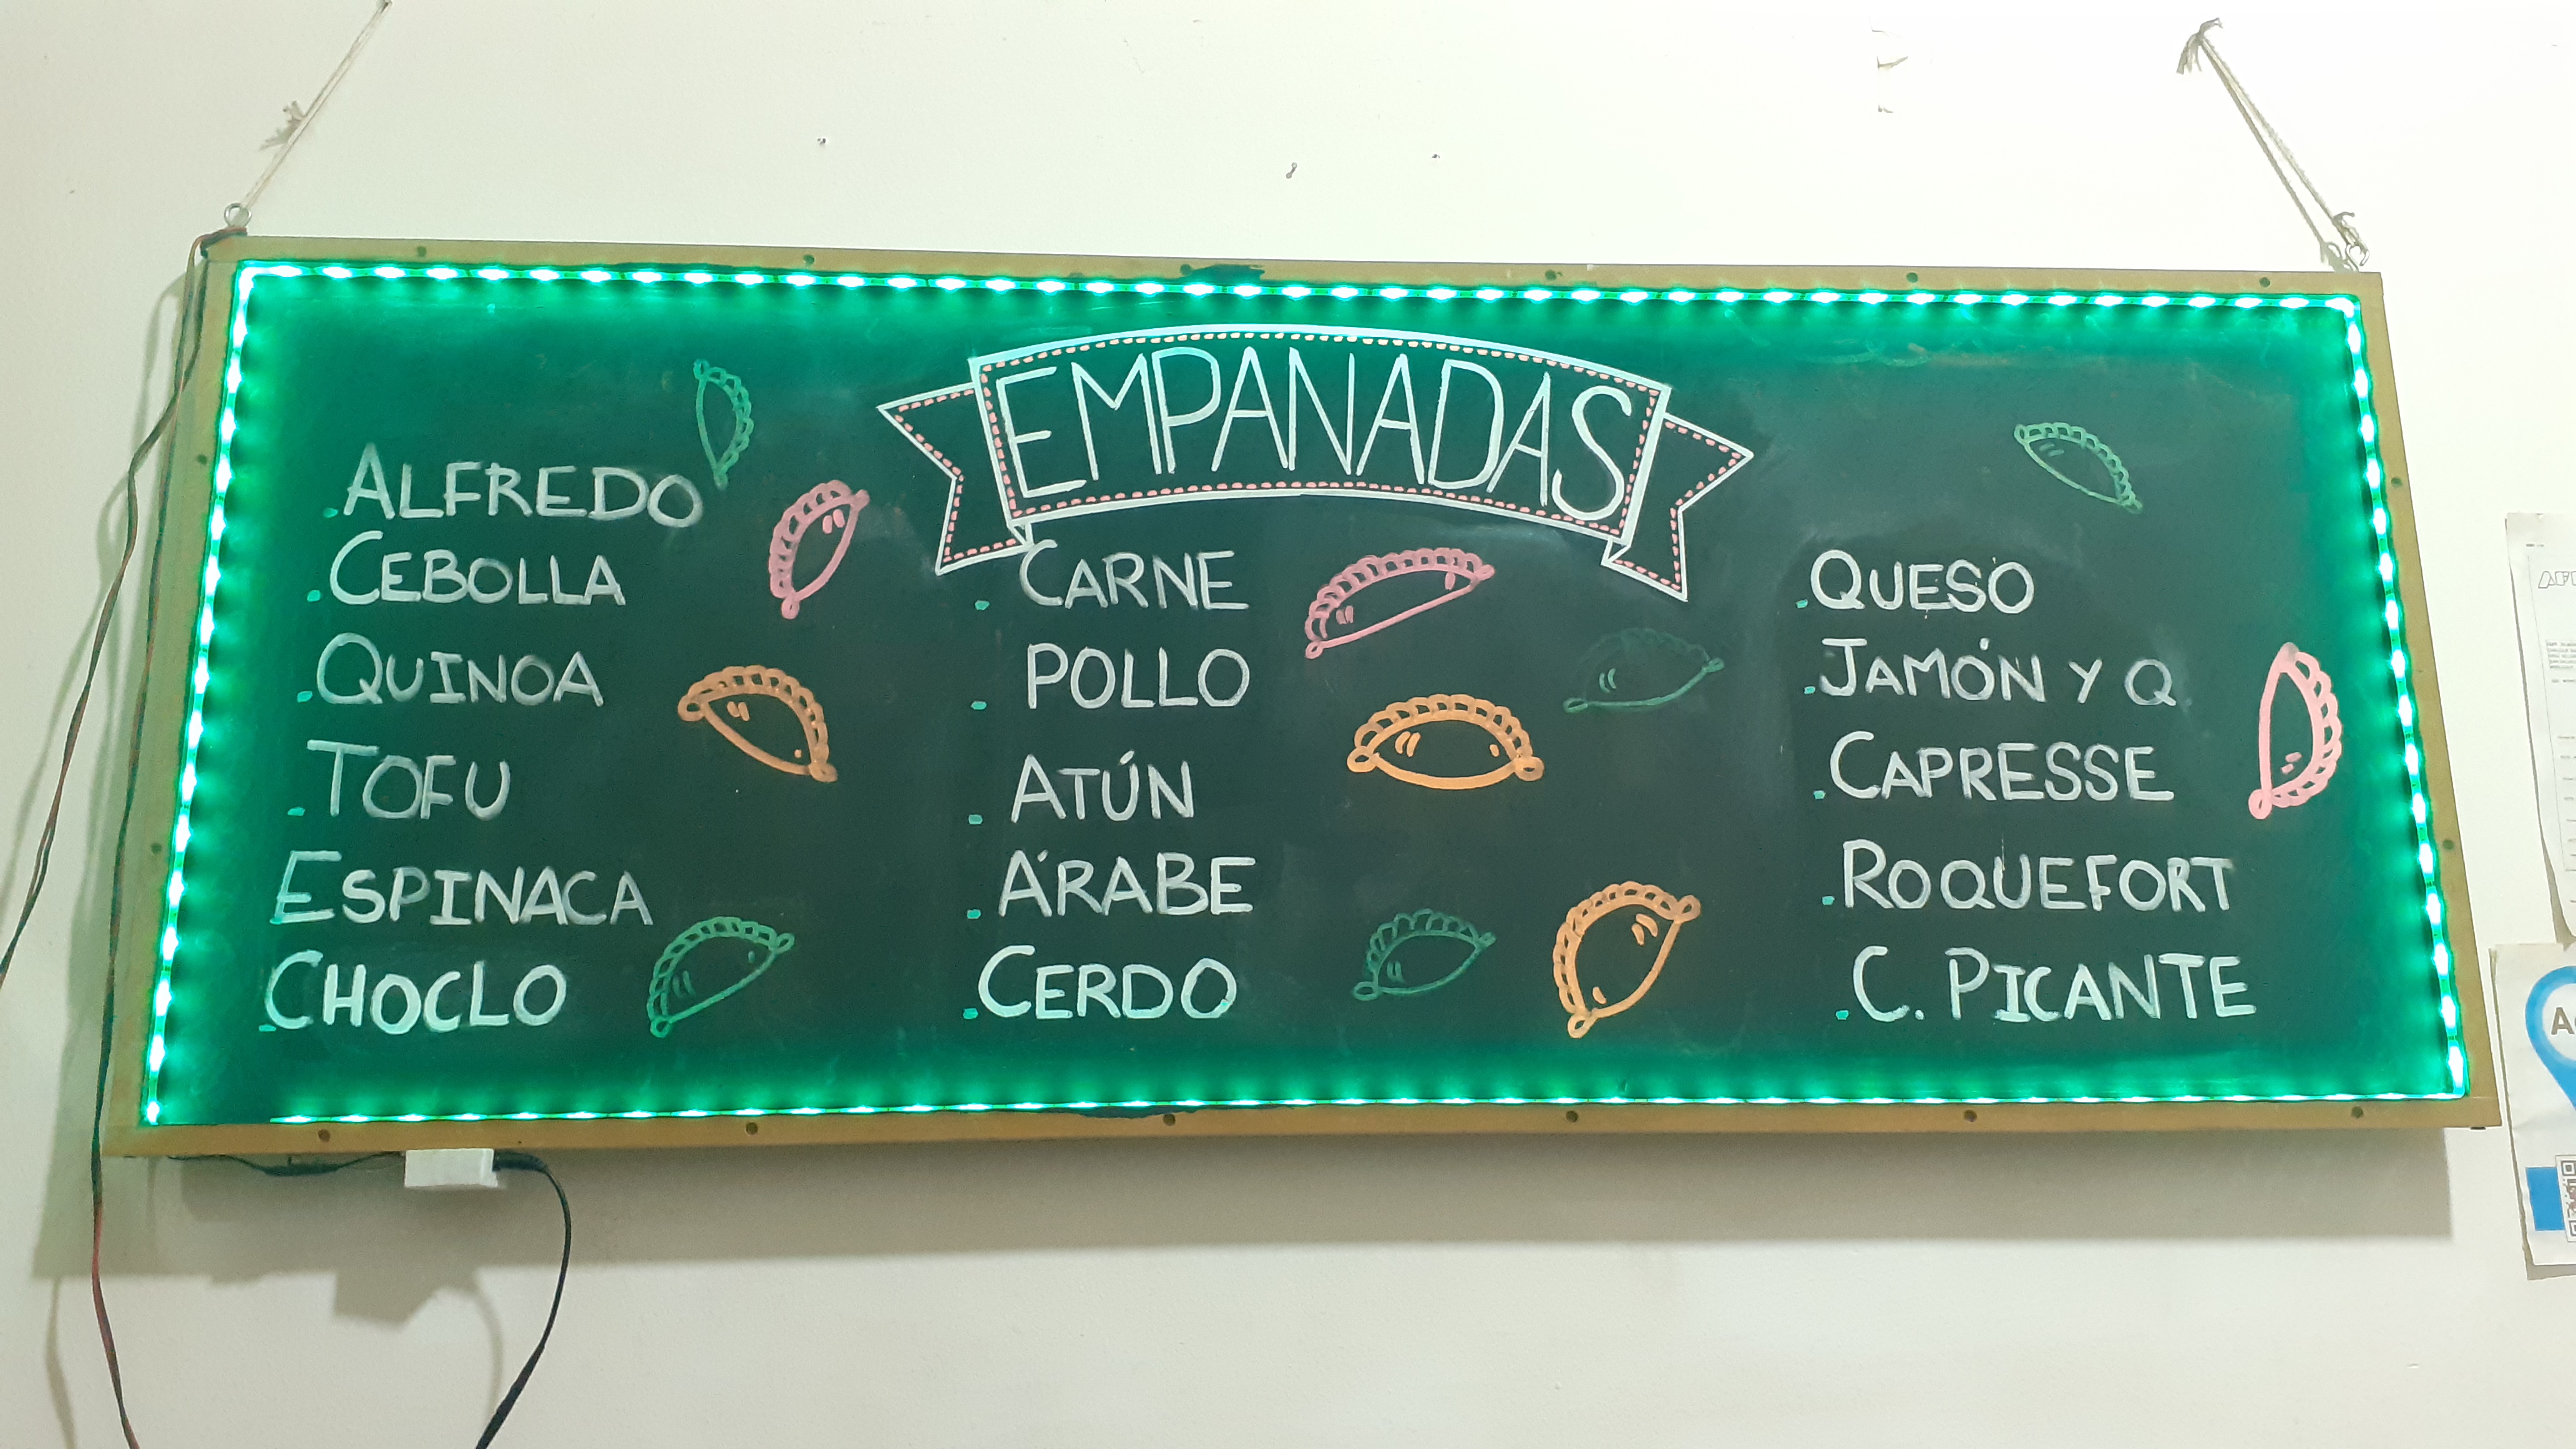 EMPANADAS
.ALFREDO
.CEBOLLA
.QUINOA
.TOFU
ESPINACA
.CHOCLO
.CARNE
.POLLO
.ATÚN
.ÁRABE
.CERDO
.QUESO
.JAMÓN Y Q
.CAPRESSE
.ROQUEFORT
.C. PICANTE